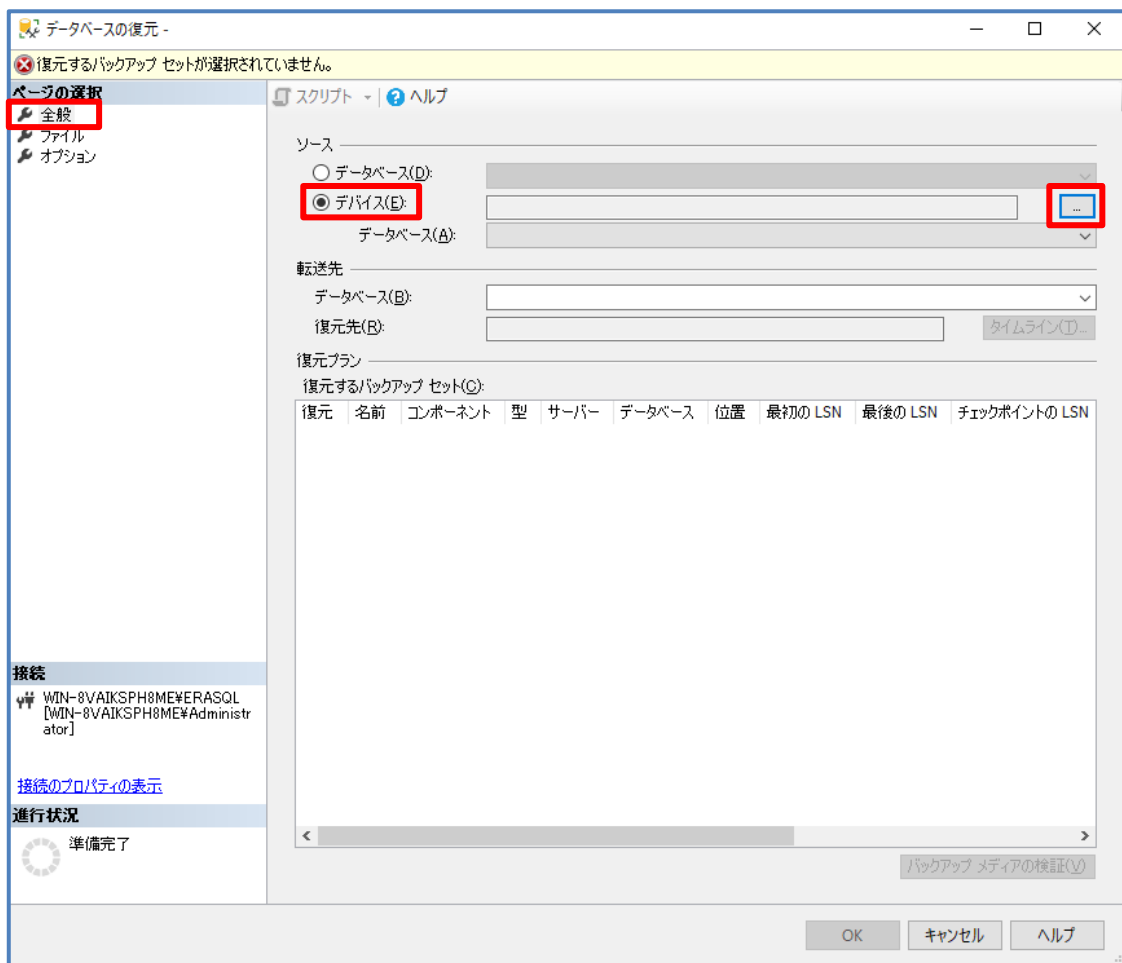 データベースの復元 -
復元するバックアップ セットが選択されていません。
ページの選択
全般
ファイル
オプション
スクリプト
ヘルプ
ソース
データベース(D):
デバイス(E):
...
データベース(A):
転送先
データベース(B):
復元先(R):
タイムライン(T)...
復元プラン
復元するバックアップ セット(C):
復元 名前 コンポーネント 型 サーバー データベース 位置 最初の LSN 最後の LSN チェックポイントの LSN
接続
WIN-8VAIKSPH8ME¥ERASQL
[WIN-8VAIKSPH8ME¥Administr
ator]
接続のプロパティの表示
進行状況
準備完了
バックアップ メディアの検証(V)
OK
キャンセル
ヘルプ